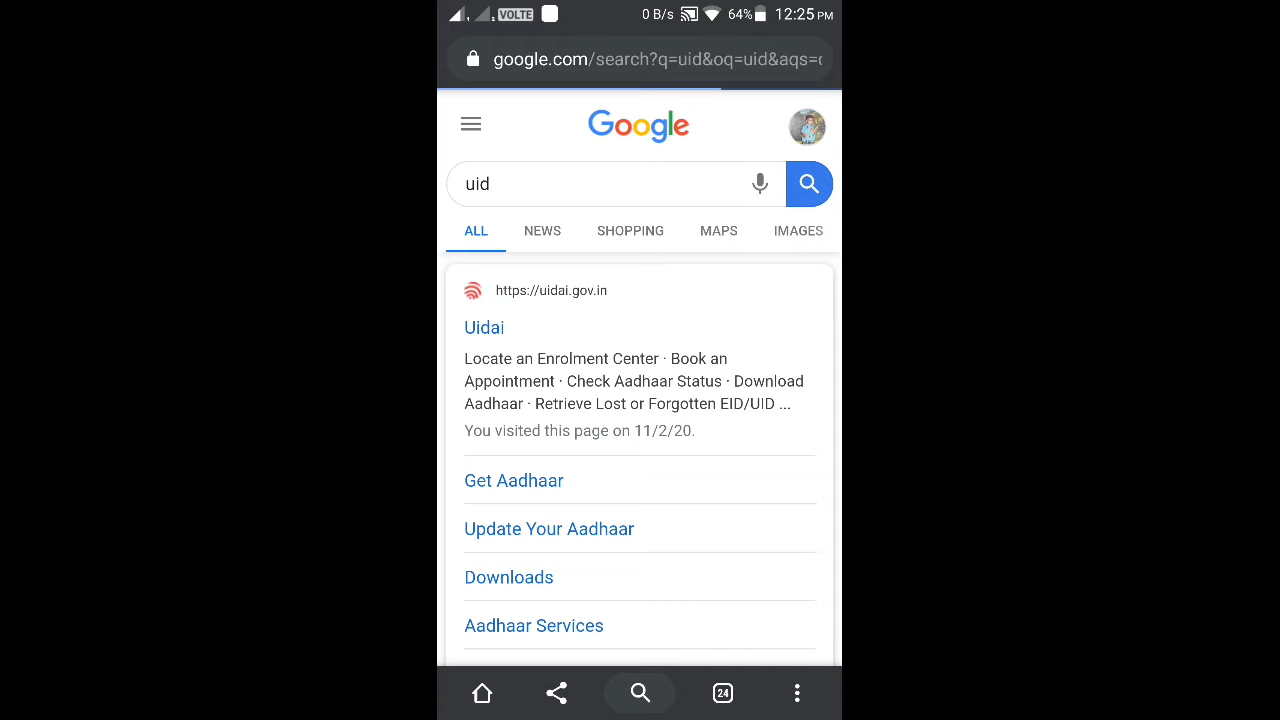 VOLTE 0 B/s 64% 12:25 PM
google.com/search?q=uid&oq=uid&aqs=c
Google
uid
ALL NEWS SHOPPING MAPS IMAGES
https://uidai.gov.in
Uidai
Locate an Enrolment Center · Book an
Appointment · Check Aadhaar Status · Download
Aadhaar · Retrieve Lost or Forgotten EID/UID ...
You visited this page on 11/2/20.
Get Aadhaar
Update Your Aadhaar
Downloads
Aadhaar Services
24